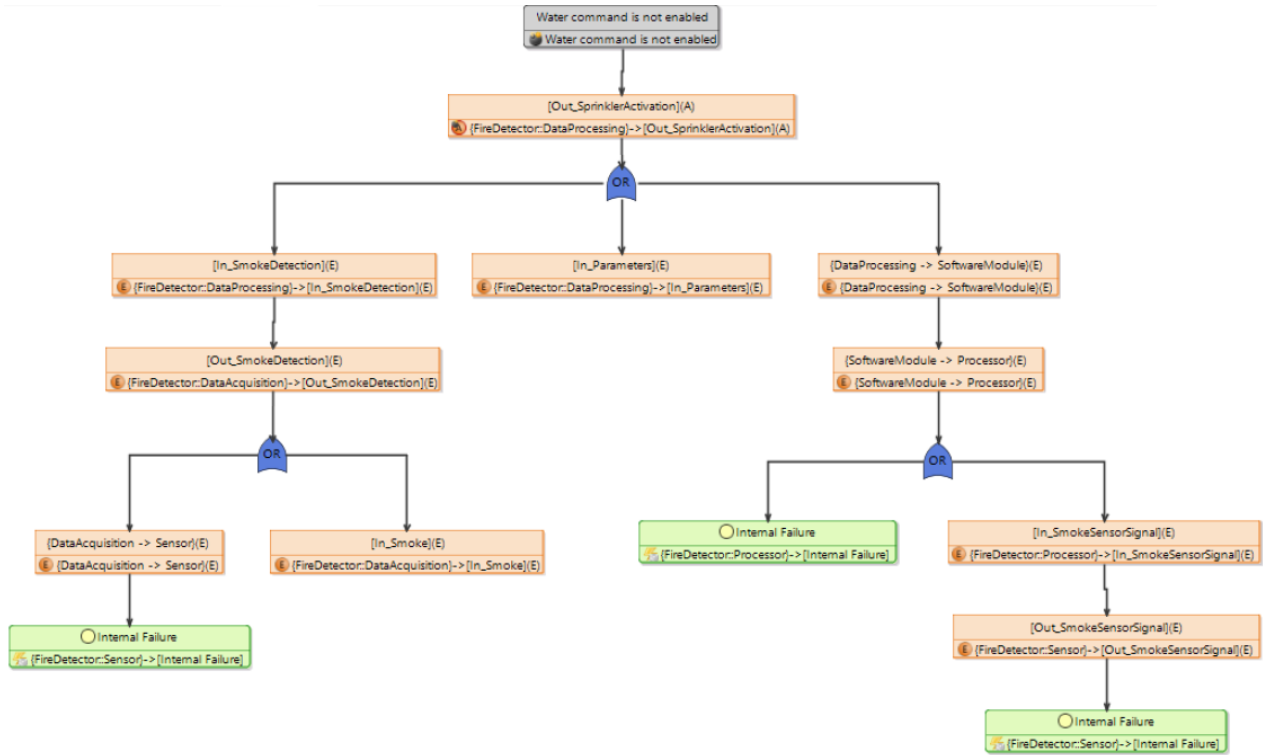 Water command is not enabled
Water command is not enabled
[Out_SprinklerActivation](A)
{FireDetector::DataProcessing}->[Out_SprinklerActivation](A)
OR
[In_SmokeDetection](E)
E {FireDetector::DataProcessing}->[In_SmokeDetection](E)
[In_Parameters](E)
E {FireDetector::DataProcessing}->[In_Parameters](E)
{DataProcessing -> SoftwareModule}(E)
E {DataProcessing -> SoftwareModule}(E)
[Out_SmokeDetection](E)
E {FireDetector::DataAcquisition}->[Out_SmokeDetection](E)
{SoftwareModule -> Processor}(E)
E {SoftwareModule -> Processor}(E)
OR
OR
{DataAcquisition -> Sensor}(E)
E {DataAcquisition -> Sensor}(E)
[In_Smoke](E)
E {FireDetector::DataAcquisition}->[In_Smoke](E)
Internal Failure
{FireDetector::Processor}->[Internal Failure]
[In_SmokeSensorSignal](E)
E {FireDetector::Processor}->[In_SmokeSensorSignal](E)
Internal Failure
{FireDetector::Sensor}->[Internal Failure]
[Out_SmokeSensorSignal](E)
E {FireDetector::Sensor}->[Out_SmokeSensorSignal](E)
Internal Failure
{FireDetector::Sensor}->[Internal Failure]